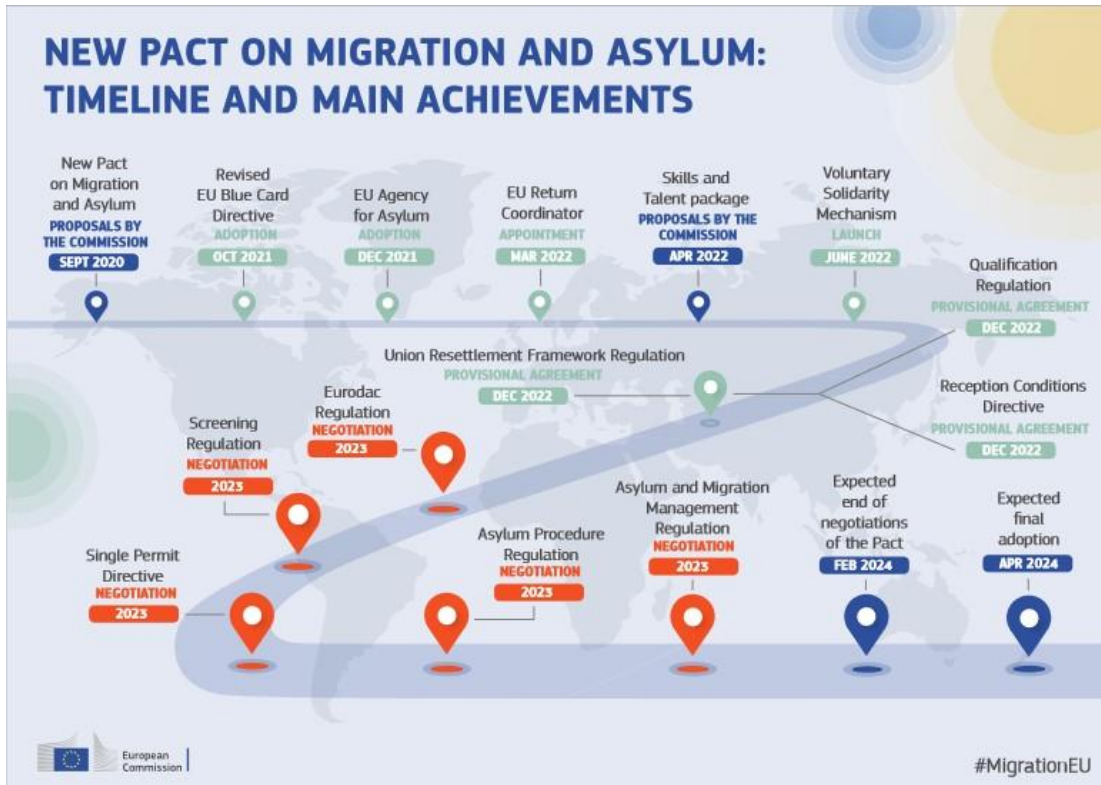 NEW PACT ON MIGRATION AND ASYLUM:
TIMELINE AND MAIN ACHIEVEMENTS
New Pact
on Migration
and Asylum
PROPOSALS BY
THE COMMISSION
SEPT 2020
Revised
EU Blue Card
Directive
ADOPTION
OCT 2021
EU Agency
for Asylum
ADOPTION
DEC 2021
EU Return
Coordinator
APPOINTMENT
MAR 2022
Skills and
Talent package
PROPOSALS BY THE
COMMISSION
APR 2022
Voluntary
Solidarity
Mechanism
LAUNCH
JUNE 2022
Qualification
Regulation
PROVISIONAL AGREEMENT
DEC 2022
Union Resettlement Framework Regulation
PROVISIONAL AGREEMENT
DEC 2022
Reception Conditions
Directive
PROVISIONAL AGREEMENT
DEC 2022
Eurodac
Regulation
NEGOTIATION
2023
Screening
Regulation
NEGOTIATION
2023
Single Permit
Directive
NEGOTIATION
2023
Asylum Procedure
Regulation
NEGOTIATION
2023
Asylum and Migration
Management
Regulation
NEGOTIATION
2023
Expected
end of
negotiations
of the Pact
FEB 2024
Expected
final
adoption
APR 2024
European
Commission
#MigrationEU